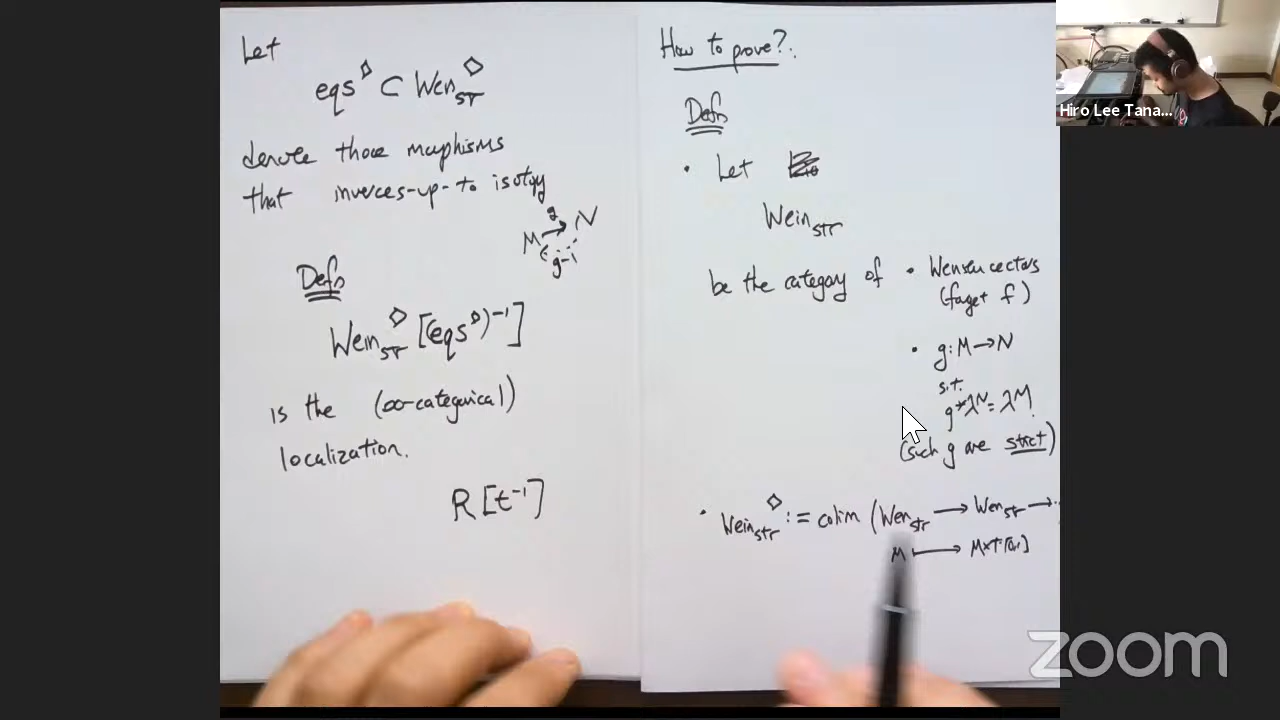 Let
eqs^◇ ⊂ Wein_str^◇
denote those morphisms
that inverses-up-to isotopy
M →^g N
g^-1
Defn
Wein_str^◇ [(eqs^◇)^-1]
is the (∞-categorical)
localization.
R[t^-1]
How to prove?
Defn
• Let
Wein_str
be the category of • Weinstein sectors
(forget f)
• g: M → N
s.t.
g*λ^N = λ^M.
(such g are strict)
• Wein_str^◇ := colim (Wein_str → Wein_str → ..
M ↦ M×T*[0,1]
Hiro Lee Tana...
zoom